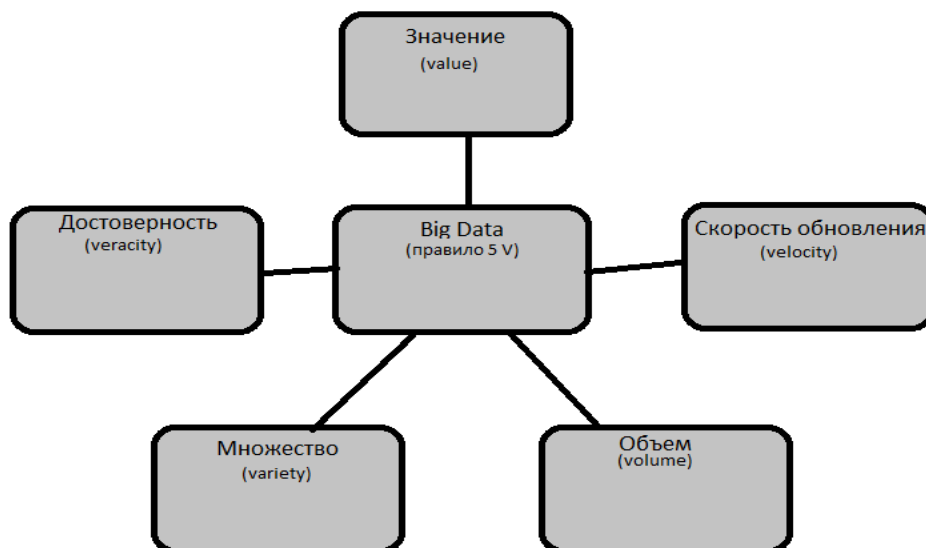 Значение
(value)
Достоверность
(veracity)
Big Data
(правило 5 V)
Скорость обновления
(velocity)
Множество
(variety)
Объем
(volume)